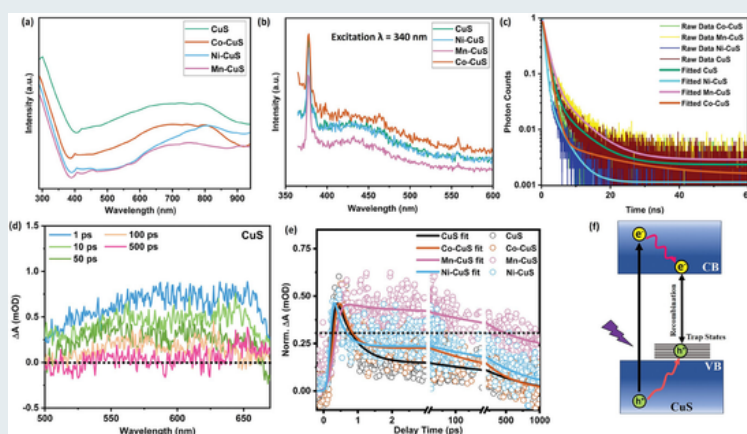 (a)
CuS
Co-CuS
Ni-CuS
Mn-CuS
Intensity (a.u.)
300 400 500 600 700 800 900
Wavelength (nm)
(b)
Excitation λ = 340 nm
CuS
Ni-CuS
Mn-CuS
Co-CuS
Intensity (a.u.)
350 400 450 500 550 600
Wavelength (nm)
(c)
Raw Data Co-CuS
Raw Data Mn-CuS
Raw Data Ni-CuS
Raw Data CuS
Fitted CuS
Fitted Ni-CuS
Fitted Mn-CuS
Fitted Co-CuS
Photon Counts
1
0.1
0.01
0.001
0 20 40 60
Time (ns)
(d)
CuS
1 ps 100 ps
10 ps 500 ps
50 ps
ΔA (mOD)
1.5
1.0
0.5
0.0
-0.5
500 550 600 650
Wavelength (nm)
(e)
CuS fit CuS
Co-CuS fit Co-CuS
Mn-CuS fit Mn-CuS
Ni-CuS fit Ni-CuS
Norm. ΔA (mOD)
0.75
0.50
0.25
0.00
0 1 2 100 500 1000
Delay Time (ps)
(f)
e-
e-
CB
Recombination
Trap States
h+
VB
h+
CuS